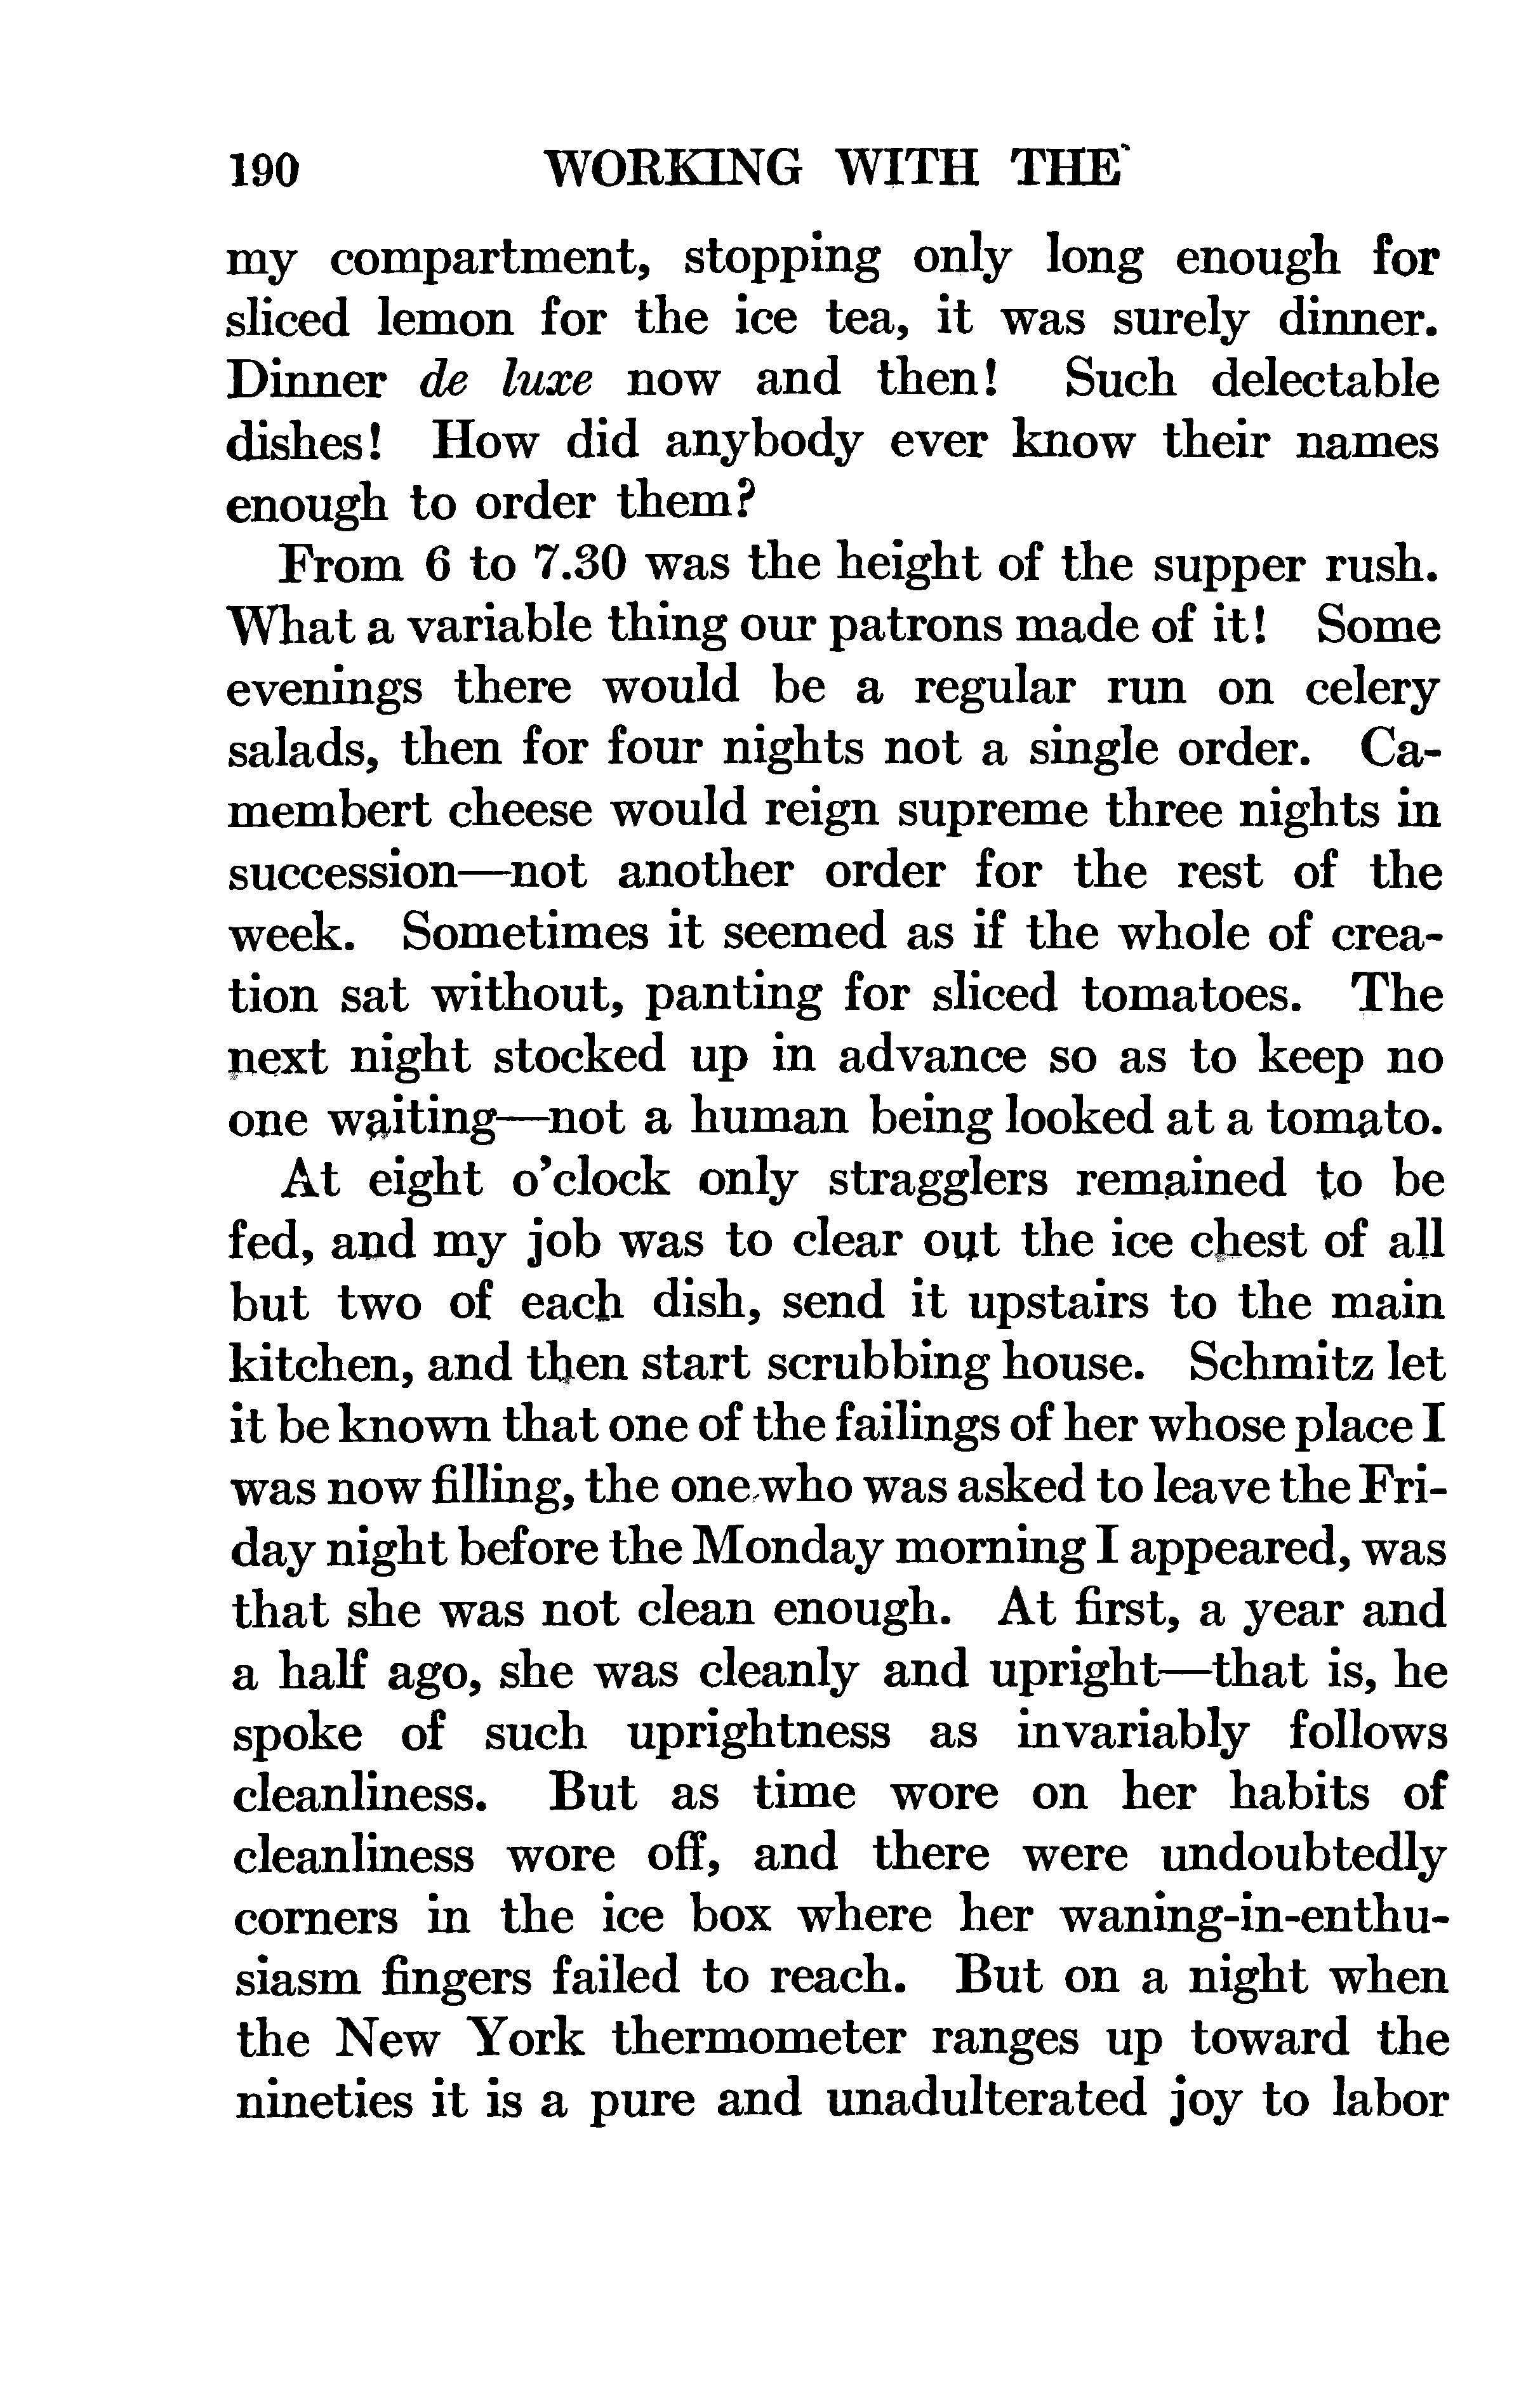 190 WORKING WITH THE
my compartment, stopping only long enough for
sliced lemon for the ice tea, it was surely dinner.
Dinner de luxe now and then! Such delectable
dishes! How did anybody ever know their names
enough to order them?
From 6 to 7.30 was the height of the supper rush.
What a variable thing our patrons made of it! Some
evenings there would be a regular run on celery
salads, then for four nights not a single order. Ca-
membert cheese would reign supreme three nights in
succession—not another order for the rest of the
week. Sometimes it seemed as if the whole of crea-
tion sat without, panting for sliced tomatoes. The
next night stocked up in advance so as to keep no
one waiting—not a human being looked at a tomato.
At eight o'clock only stragglers remained to be
fed, and my job was to clear out the ice chest of all
but two of each dish, send it upstairs to the main
kitchen, and then start scrubbing house. Schmitz let
it be known that one of the failings of her whose place I
was now filling, the one who was asked to leave the Fri-
day night before the Monday morning I appeared, was
that she was not clean enough. At first, a year and
a half ago, she was cleanly and upright—that is, he
spoke of such uprightness as invariably follows
cleanliness. But as time wore on her habits of
cleanliness wore off, and there were undoubtedly
corners in the ice box where her waning-in-enthu-
siasm fingers failed to reach. But on a night when
the New York thermometer ranges up toward the
nineties it is a pure and unadulterated joy to labor